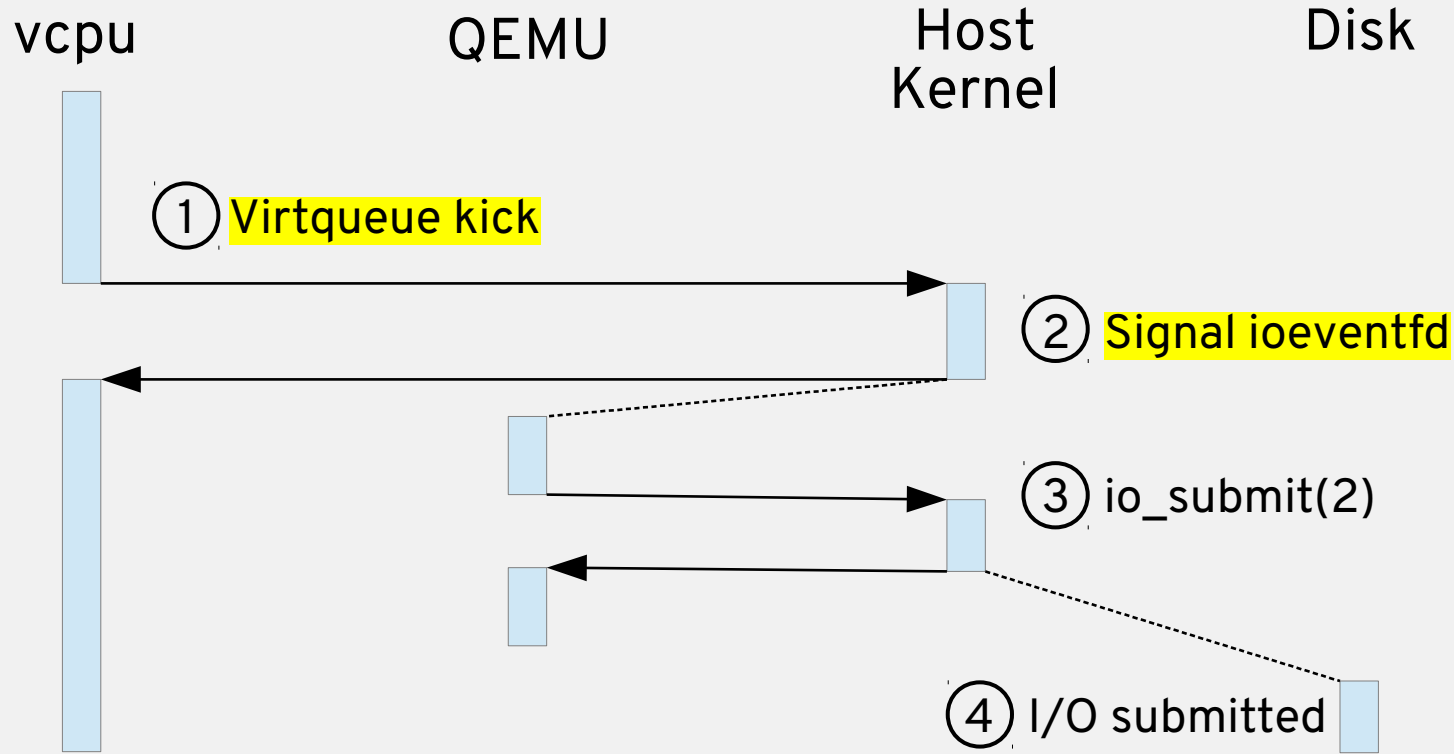 vcpu
QEMU
Host
Kernel
Disk
1 Virtqueue kick
2 Signal ioeventfd
3 io_submit(2)
4 I/O submitted